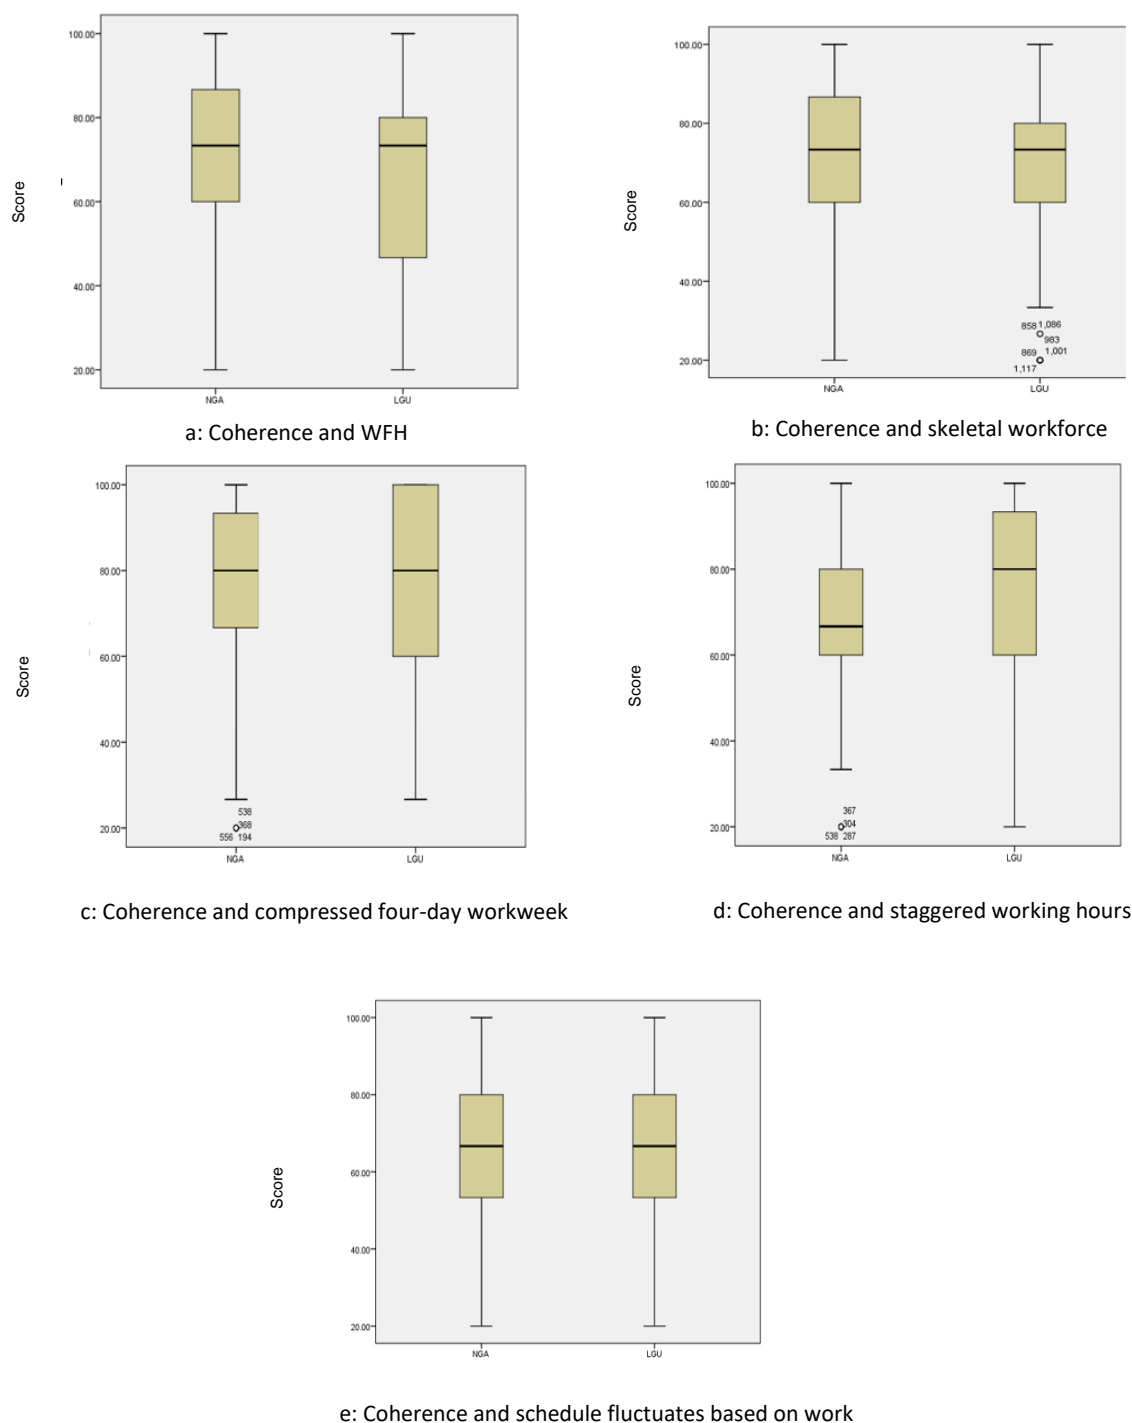 100.00
80.00
60.00
40.00
20.00
Score
NGA
LGU
a: Coherence and WFH
100.00
80.00
60.00
40.00
20.00
Score
858 1,086
983
869 1,001
1,117
NGA
LGU
b: Coherence and skeletal workforce
100.00
80.00
60.00
40.00
20.00
Score
538
368
556 194
NGA
LGU
c: Coherence and compressed four-day workweek
100.00
80.00
60.00
40.00
20.00
Score
367
304
538 287
NGA
LGU
d: Coherence and staggered working hours
100.00
80.00
60.00
40.00
20.00
Score
NGA
LGU
e: Coherence and schedule fluctuates based on work